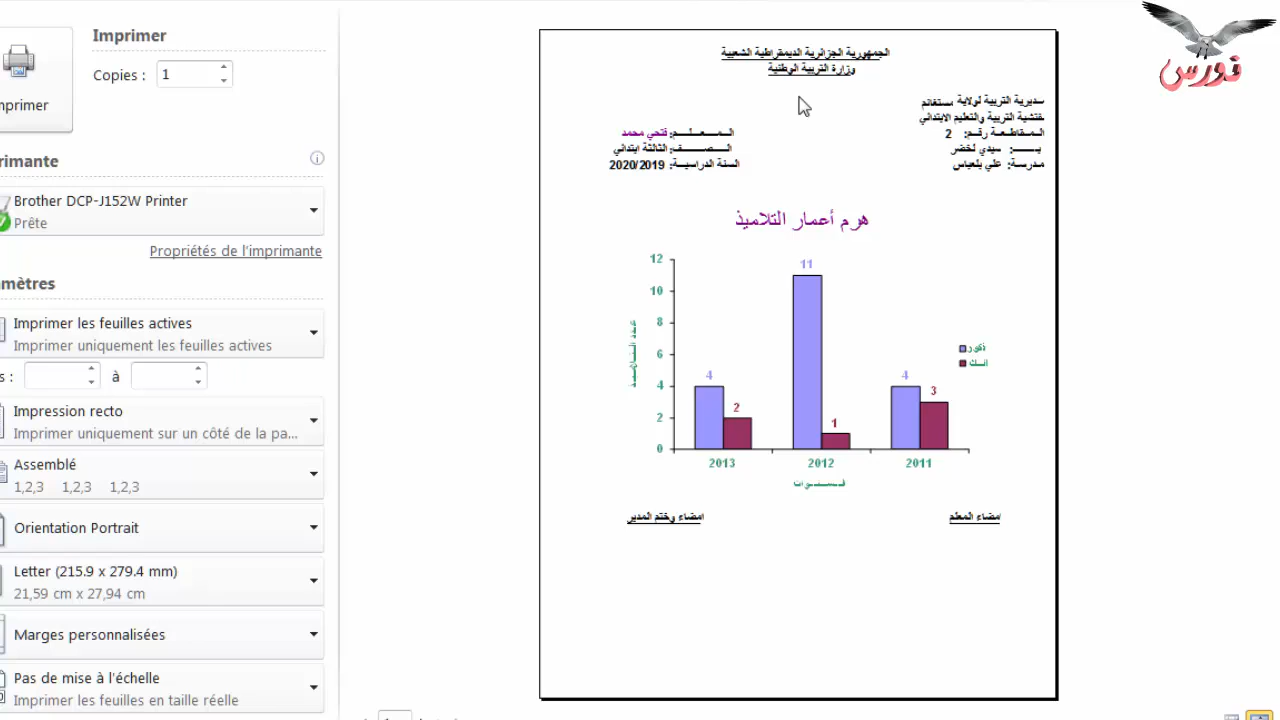 Imprimer
Copies : 1
mprimer
rimante
Brother DCP-J152W Printer
Prête
Propriétés de l'imprimante
mètres
Imprimer les feuilles actives
Imprimer uniquement les feuilles actives
s : à
Impression recto
Imprimer uniquement sur un côté de la pa...
Assemblé
1,2,3 1,2,3 1,2,3
Orientation Portrait
Letter (215.9 x 279.4 mm)
21,59 cm x 27,94 cm
Marges personnalisées
Pas de mise à l'échelle
Imprimer les feuilles en taille réelle
الجمهورية الجزائرية الديمقراطية الشعبية
وزارة التربية الوطنية
مديرية التربية لولاية مستغانم
مفتشية التربية والتعليم الابتدائي
المقاطعة رقم: 2
بـ: سيدي لخضر
مدرسة: علي بلعباس
المعلم: فتحي محمد
الصف: الثالثة ابتدائي
السنة الدراسية: 2020/2019
هرم أعمار التلاميذ
12
10
8
6
4
2
0
4 2
11 1
4 3
2013 2012 2011
ذكور
امضاء المعلم
امضاء وختم المدير
فورس